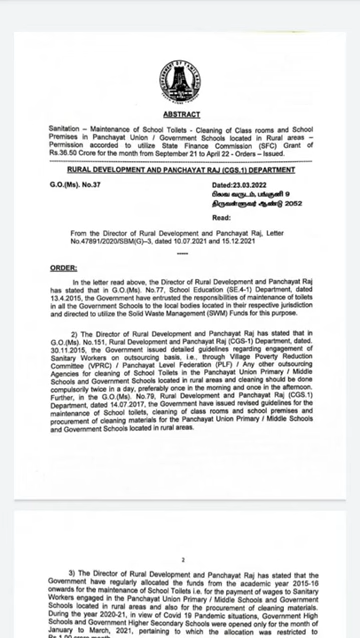 ABSTRACT
Sanitation – Maintenance of School Toilets - Cleaning of Class rooms and School
Premises in Panchayat Union / Government Schools located in Rural areas –
Permission accorded to utilize State Finance Commission (SFC) Grant of
Rs.36.50 Crore for the month from September 21 to April 22 - Orders – Issued.
RURAL DEVELOPMENT AND PANCHAYAT RAJ (CGS.1) DEPARTMENT
G.O.(Ms). No.37
Dated:23.03.2022
பிலவ வருடம், பங்குனி 9
திருவள்ளுவர் ஆண்டு 2052
Read:
From the Director of Rural Development and Panchayat Raj, Letter
No.47891/2020/SBM(G)–3, dated 10.07.2021 and 15.12.2021
ORDER:
In the letter read above, the Director of Rural Development and Panchayat Raj
has stated that in G.O.(Ms). No.77, School Education (SE.4-1) Department, dated
13.4.2015, the Government have entrusted the responsibilities of maintenance of toilets
in all the Government Schools to the local bodies located in their respective jurisdiction
and directed to utilize the Solid Waste Management (SWM) Funds for this purpose.
2) The Director of Rural Development and Panchayat Raj has stated that in
G.O.(Ms). No.151, Rural Development and Panchayat Raj (CGS-1) Department, dated.
30.11.2015, the Government issued detailed guidelines regarding engagement of
Sanitary Workers on outsourcing basis, i.e., through Village Poverty Reduction
Committee (VPRC) / Panchayat Level Federation (PLF) / Any other outsourcing
Agencies for cleaning of School Toilets in the Panchayat Union Primary / Middle
Schools and Government Schools located in rural areas and cleaning should be done
compulsorily twice in a day, preferably once in the morning and once in the afternoon.
Further, in the G.O.(Ms). No.79, Rural Development and Panchayat Raj (CGS.1)
Department, dated 14.07.2017, the Government have issued revised guidelines for the
maintenance of School toilets, cleaning of class rooms and school premises and
procurement of cleaning materials for the Panchayat Union Primary / Middle Schools
and Government Schools located in rural areas.
2
3) The Director of Rural Development and Panchayat Raj has stated that the
Government have regularly allocated the funds from the academic year 2015-16
onwards for the maintenance of School Toilets i.e. for the payment of wages to Sanitary
Workers engaged in the Panchayat Union Primary / Middle Schools and Government
Schools located in rural areas and also for the procurement of cleaning materials.
During the year 2020-21, in view of Covid 19 Pandemic situations, Government High
Schools and Government Higher Secondary Schools were opened only for the month of
January to March, 2021, pertaining to which the allocation was restricted to